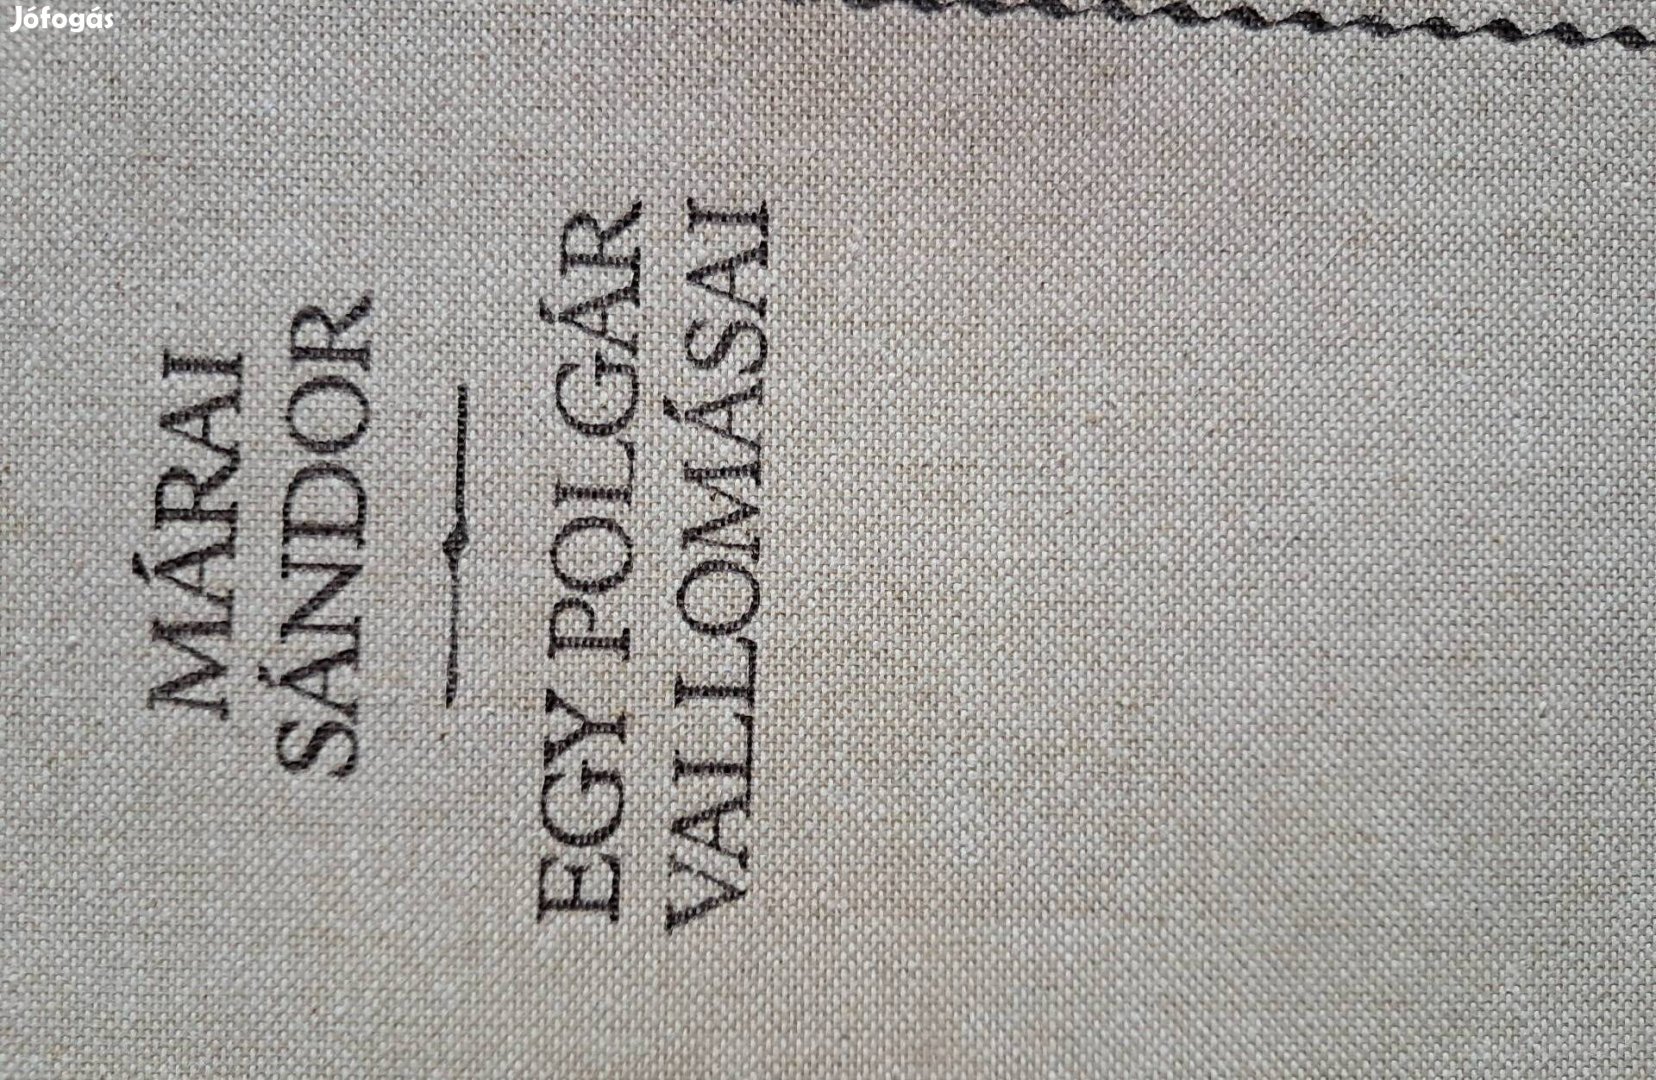 Jófogás
MÁRAI
SÁNDOR
EGY POLGÁR
VALLOMÁSAI